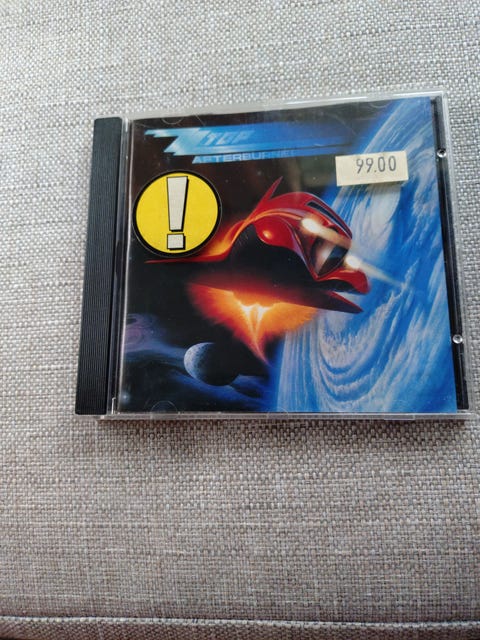 ZZ TOP
AFTERBURNER
99.00
!